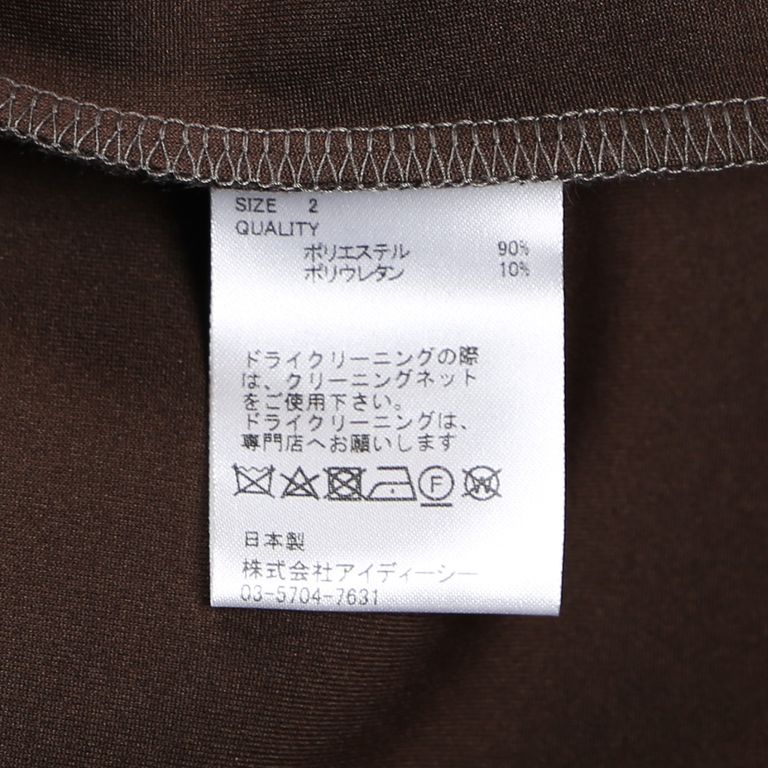 SIZE 2
QUALITY
ポリエステル 90%
ポリウレタン 10%
ドライクリーニングの際
は、クリーニングネット
をご使用下さい。
ドライクリーニングは、
専門店へお願いします
F
W
日本製
株式会社アイディーシー
03-5704-7631